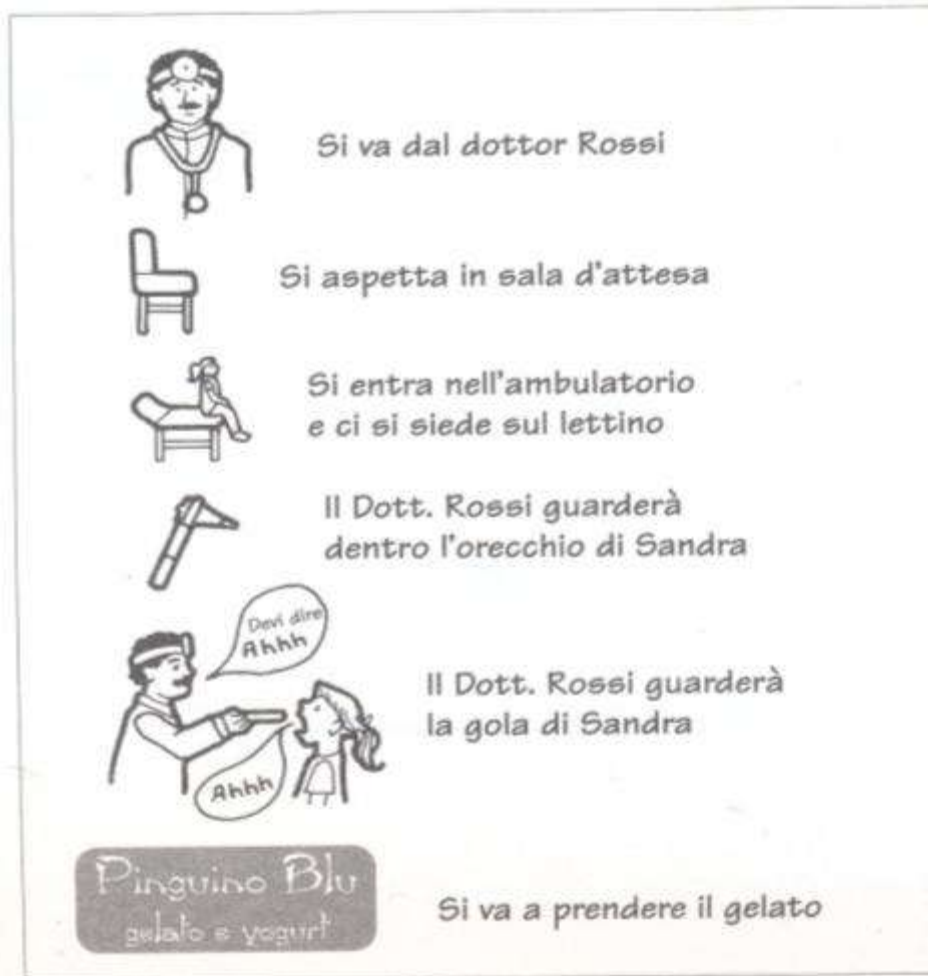 Si va dal dottor Rossi
Si aspetta in sala d'attesa
Si entra nell'ambulatorio
e ci si siede sul lettino
Il Dott. Rossi guarderà
dentro l'orecchio di Sandra
Devi dire
Ahhh
Il Dott. Rossi guarderà
la gola di Sandra
Ahhh
Pinguino Blu
gelato e yogurt
Si va a prendere il gelato